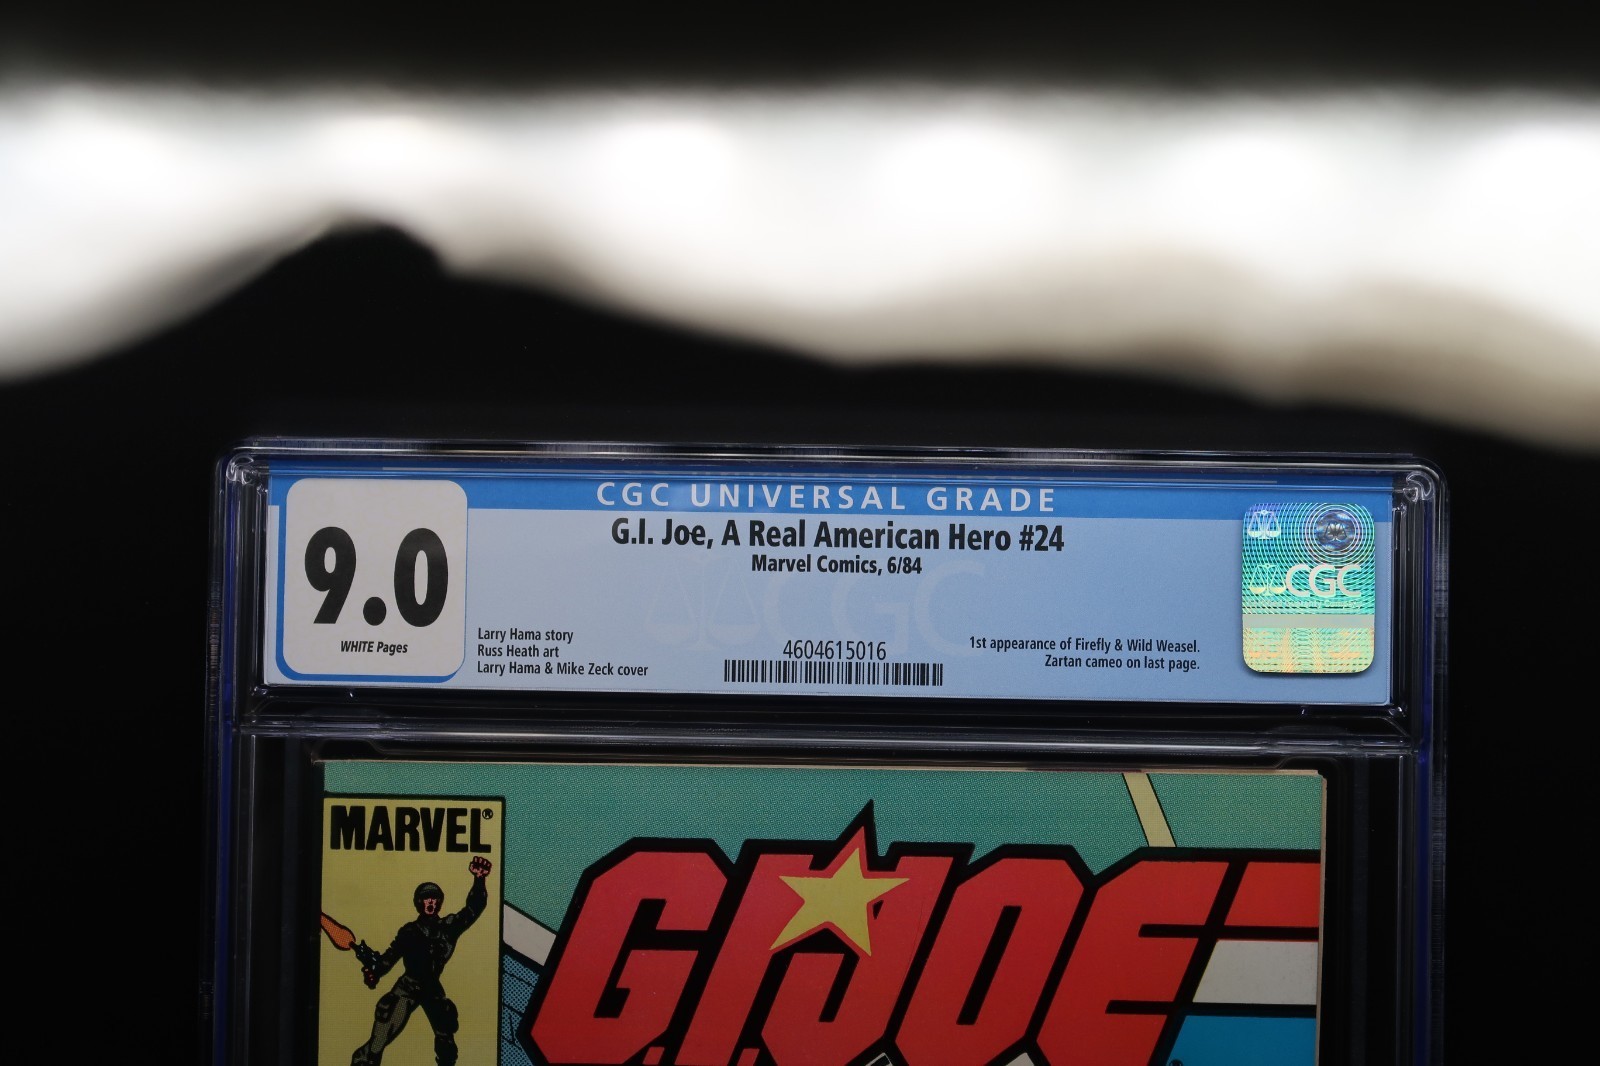 CGC UNIVERSAL GRADE
9.0
WHITE Pages
G.I. Joe, A Real American Hero #24
Marvel Comics, 6/84
Larry Hama story
Russ Heath art
Larry Hama & Mike Zeck cover
4604615016
1st appearance of Firefly & Wild Weasel.
Zartan cameo on last page.
CGC
CGC
MARVEL®
G.I.JOE